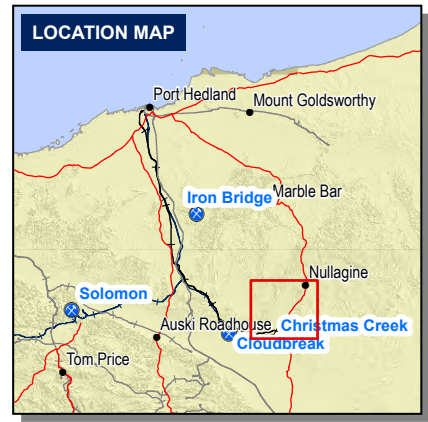 LOCATION MAP
Port Hedland
Mount Goldsworthy
Marble Bar
Iron Bridge
Nullagine
Solomon
Auski Roadhouse
Christmas Creek
Cloudbreak
Tom Price